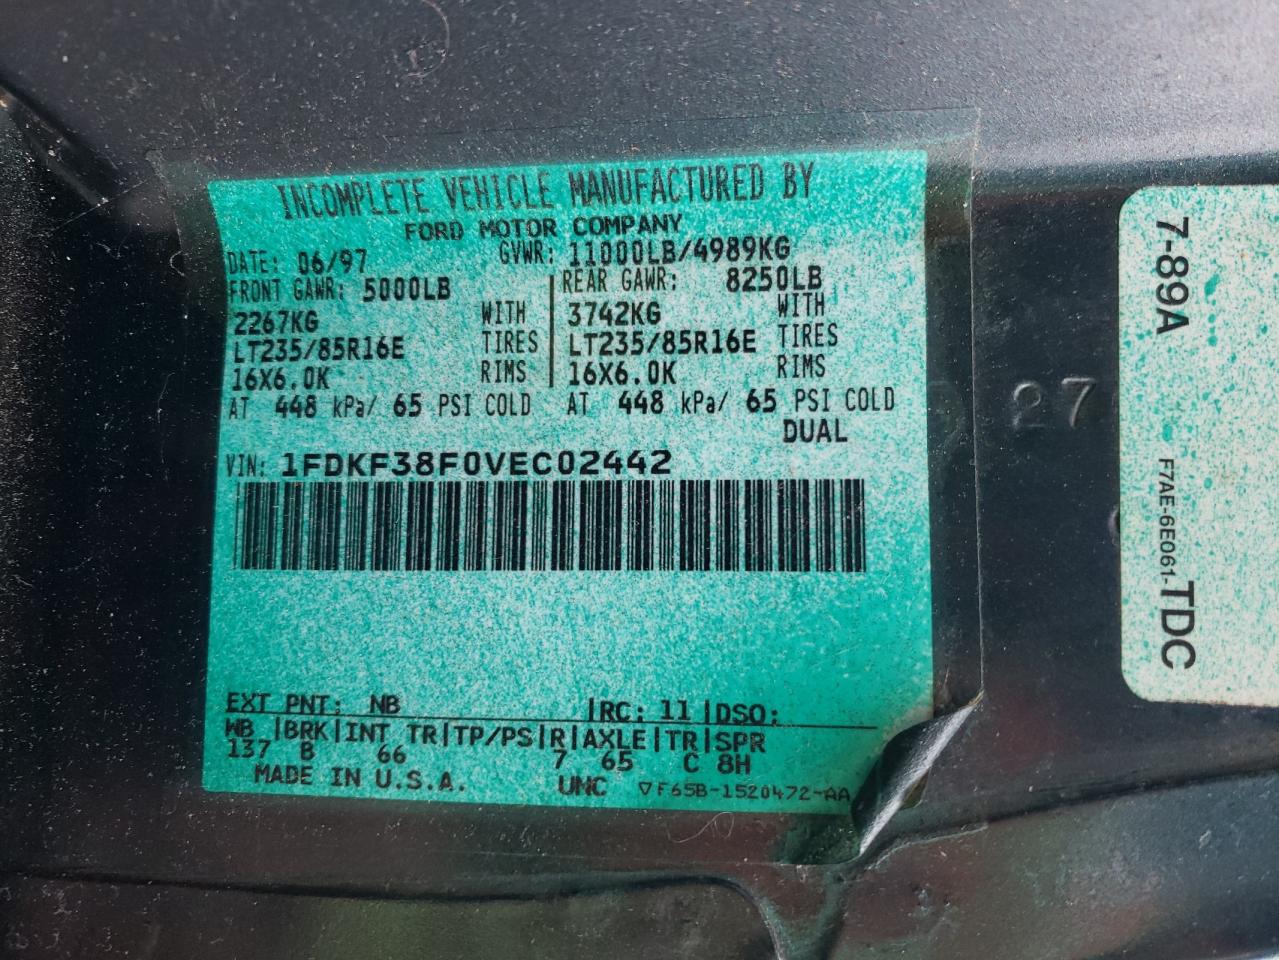 INCOMPLETE VEHICLE MANUFACTURED BY
FORD MOTOR COMPANY
DATE: 06/97 GVWR: 11000LB/4989KG
FRONT GAWR: 5000LB REAR GAWR: 8250LB
2267KG WITH 3742KG WITH
LT235/85R16E TIRES LT235/85R16E TIRES
16X6.0K RIMS 16X6.0K RIMS
AT 448 kPa/ 65 PSI COLD AT 448 kPa/ 65 PSI COLD
DUAL
VIN: 1FDKF38F0VEC02442
EXT PNT: NB |RC: 11 |DSO:
WB |BRK|INT TR|TP/PS|R|AXLE|TR|SPR
137 B 66 7 65 C 8H
MADE IN U.S.A. UNC ▽F65B-1520472-AA
27
7-89A
F7AE-6E061-TDC